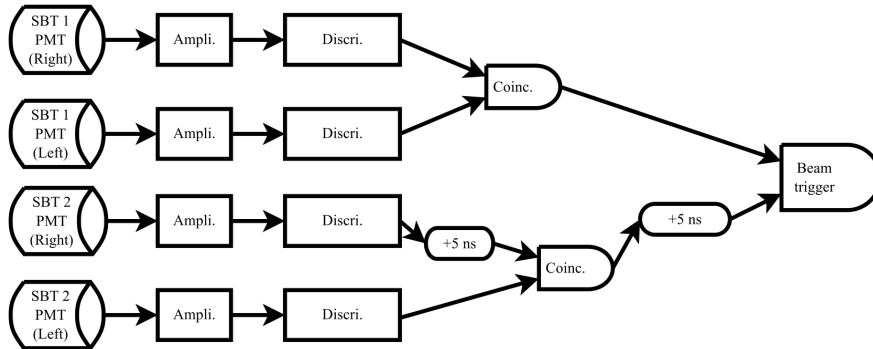 SBT 1
PMT
(Right)
Ampli.
Discri.
Coinc.
SBT 1
PMT
(Left)
Ampli.
Discri.
Beam
trigger
SBT 2
PMT
(Right)
Ampli.
Discri.
+5 ns
+5 ns
Coinc.
SBT 2
PMT
(Left)
Ampli.
Discri.